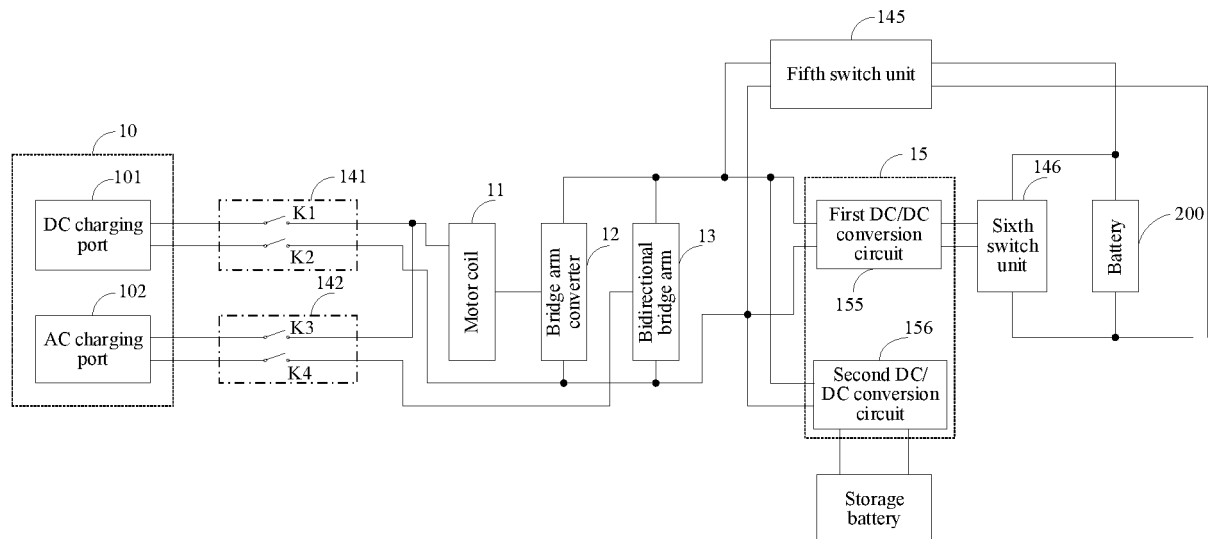 145
Fifth switch unit
10
101
DC charging
port
141
K1
K2
11
Motor coil
12
Bridge arm
converter
13
Bidirectional
bridge arm
15
First DC/DC
conversion
circuit
155
146
Sixth
switch
unit
Battery
200
102
AC charging
port
142
K3
K4
156
Second DC/
DC conversion
circuit
Storage
battery